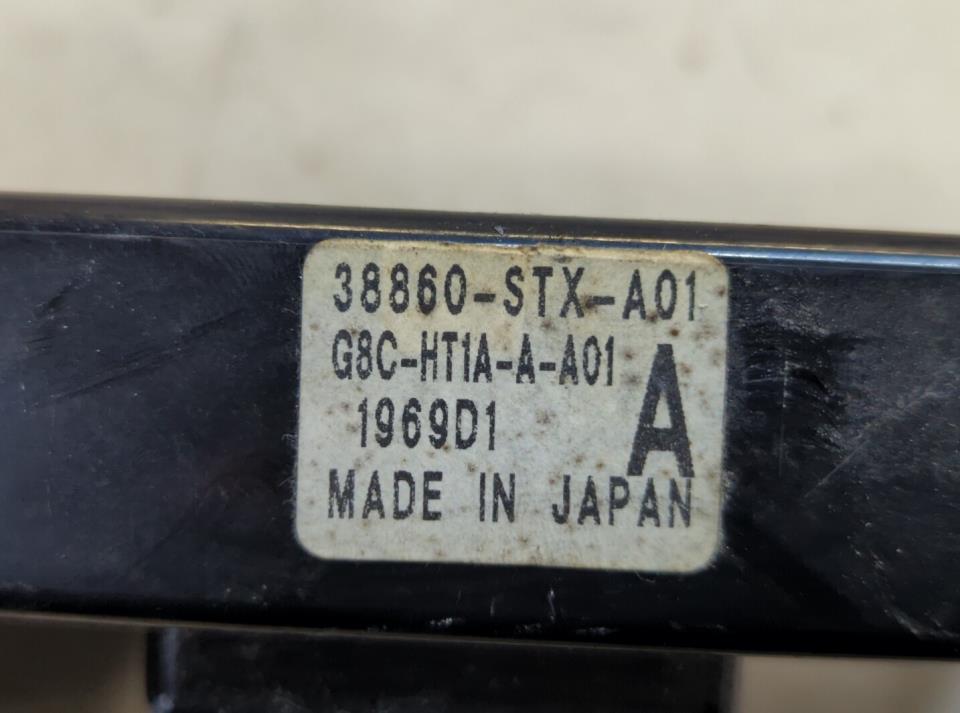 38860-STX-A01
G8C-HT1A-A-A01
1969D1
A
MADE IN JAPAN